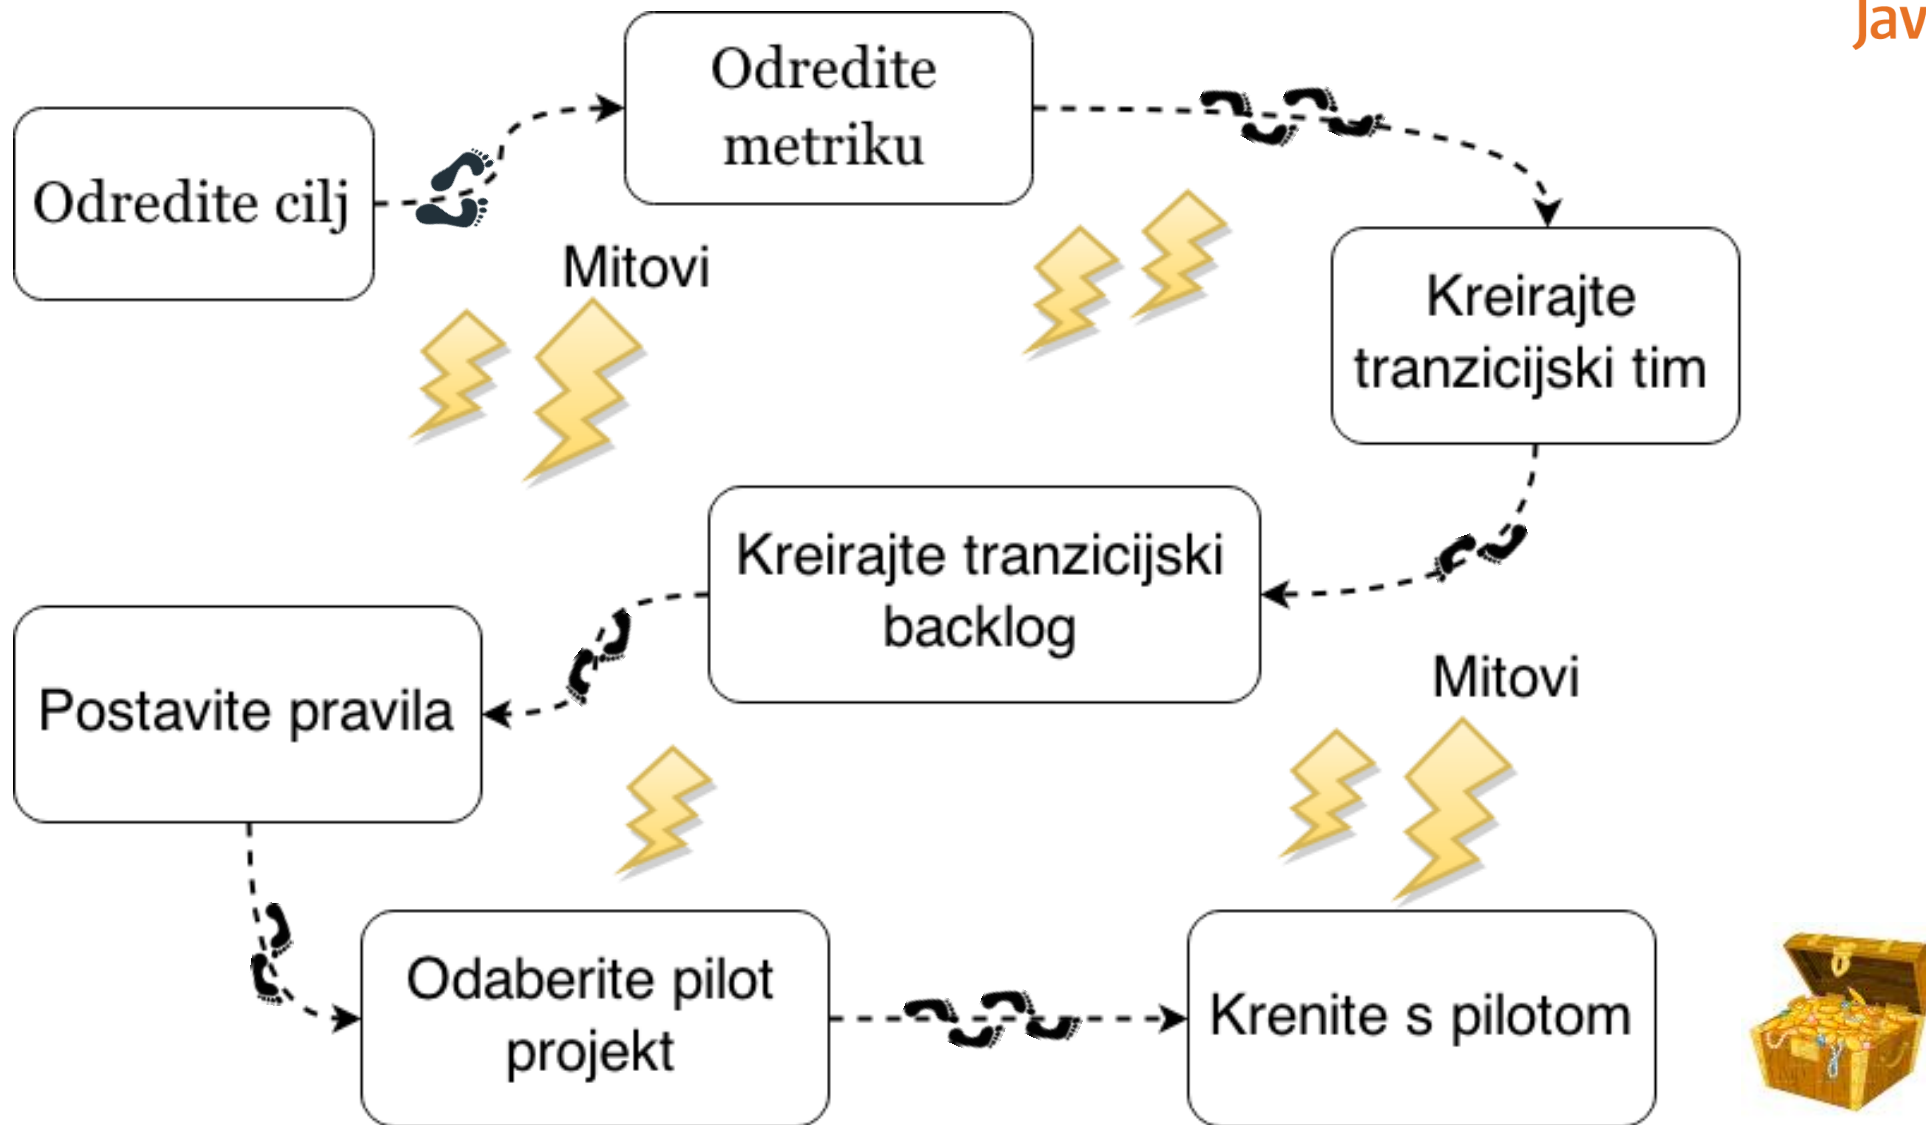 Jav
Odredite
metriku
Odredite cilj
Mitovi
Kreirajte
tranzicijski tim
Kreirajte tranzicijski
backlog
Postavite pravila
Mitovi
Odaberite pilot
projekt
Krenite s pilotom